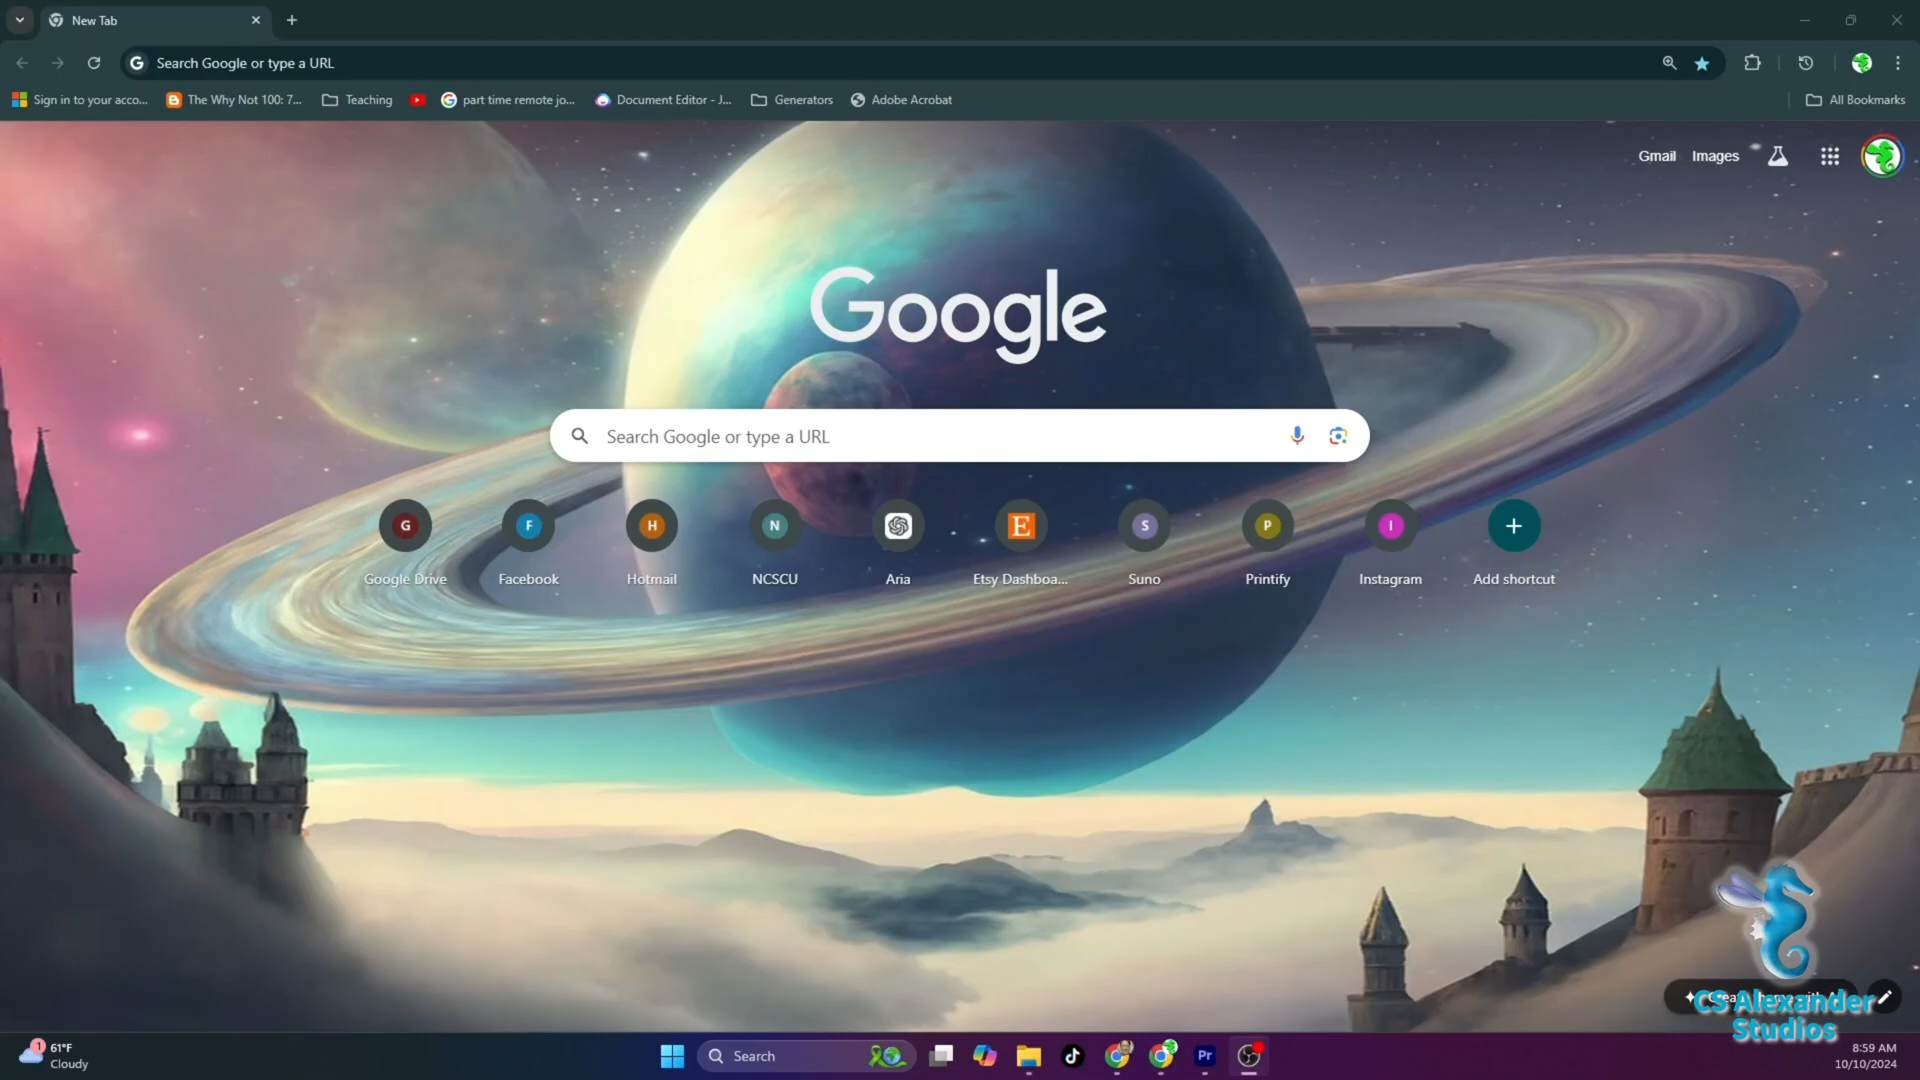 New Tab
Search Google or type a URL
Sign in to your acco...
The Why Not 100: 7...
Teaching
part time remote jo...
Document Editor - J...
Generators
Adobe Acrobat
All Bookmarks
Gmail
Images
Google
Search Google or type a URL
G
F
H
N
E
S
P
I
Google Drive
Facebook
Hotmail
NCSCU
Aria
Etsy Dashboa...
Suno
Printify
Instagram
Add shortcut
CS Alexander
Studios
1
61°F
Cloudy
Search
Pr
8:59 AM
10/10/2024